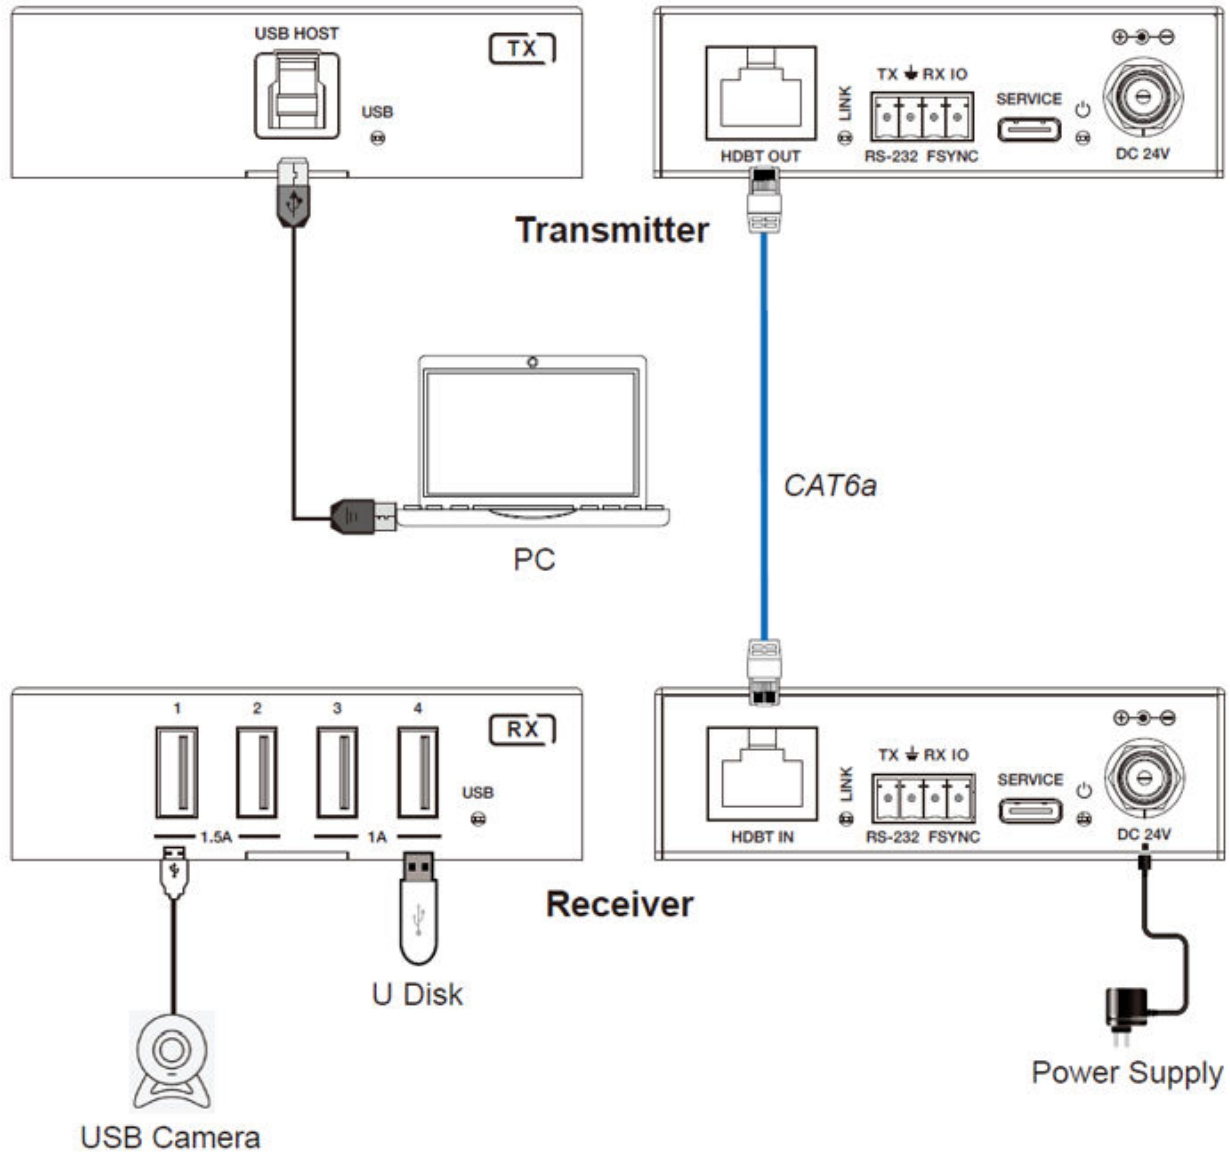 USB HOST
TX
USB
HDBT OUT
LINK
TX RX IO
RS-232 FSYNC
SERVICE
DC 24V
Transmitter
PC
CAT6a
1 2 3 4
RX
USB
1.5A 1A
HDBT IN
LINK
TX RX IO
RS-232 FSYNC
SERVICE
DC 24V
Receiver
U Disk
USB Camera
Power Supply